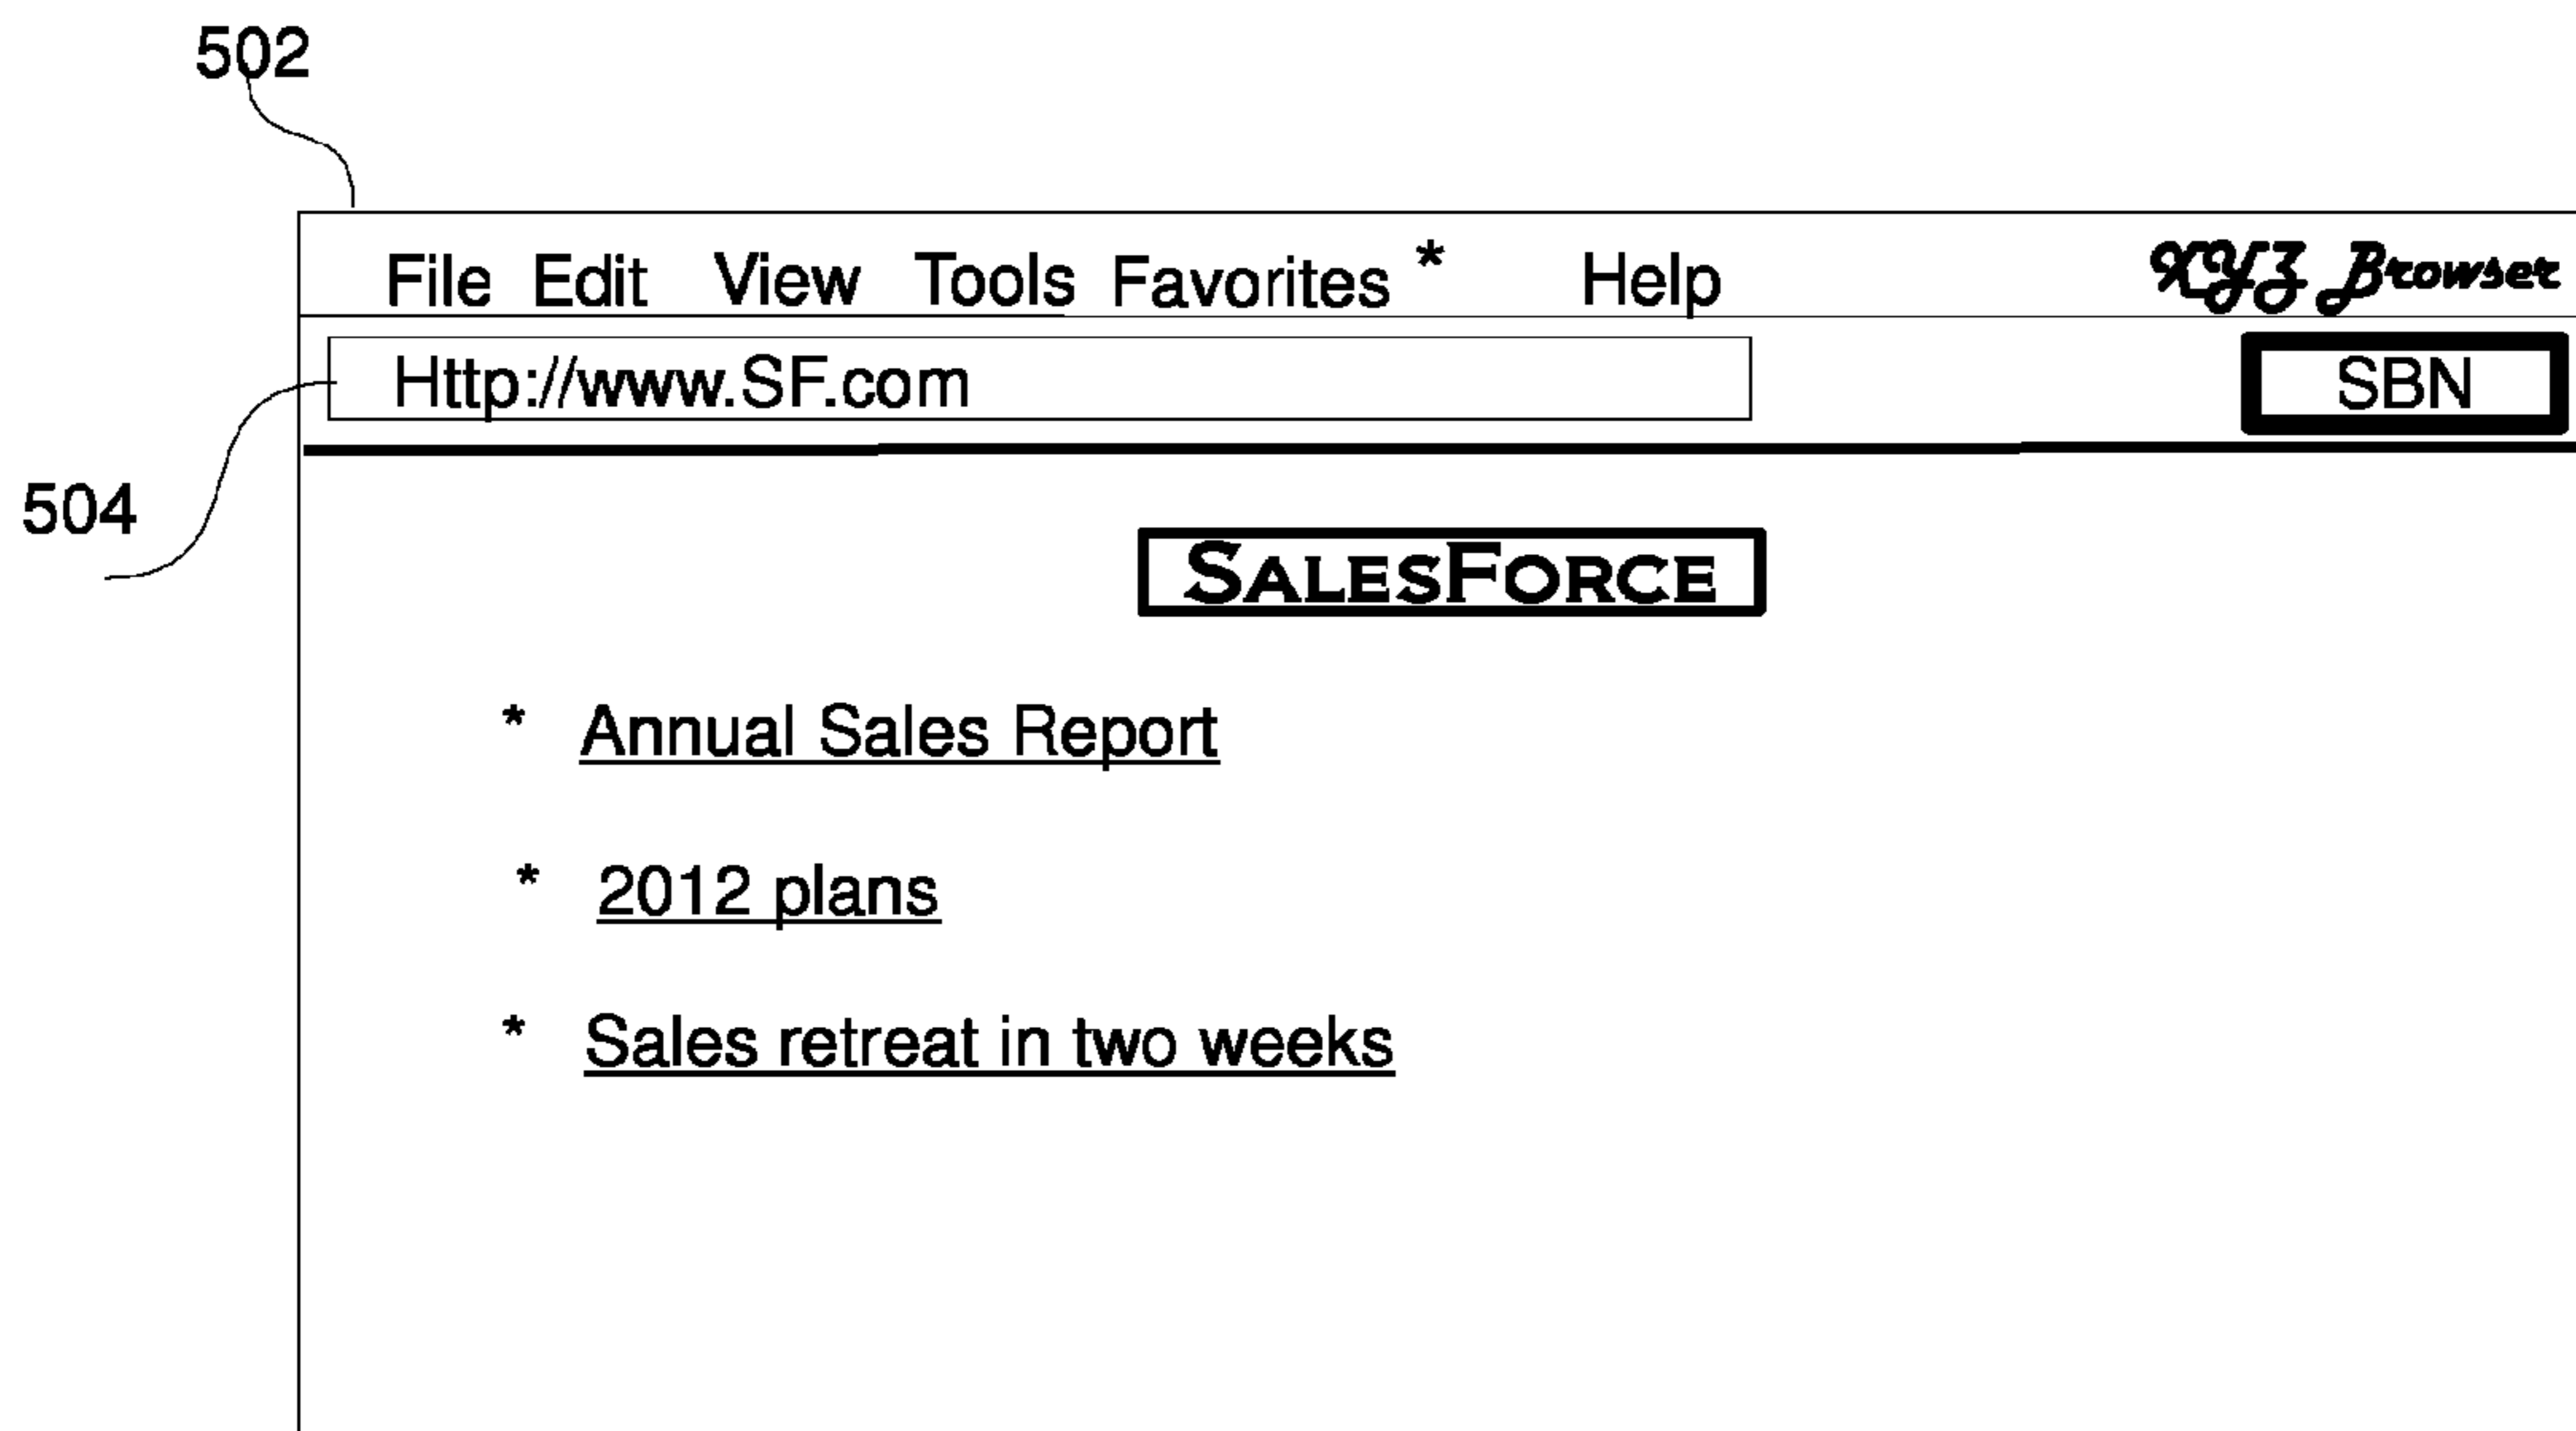 502
File Edit View Tools Favorites * Help XYZ Browser
Http://www.SF.com SBN
504
SALESFORCE
* Annual Sales Report
* 2012 plans
* Sales retreat in two weeks